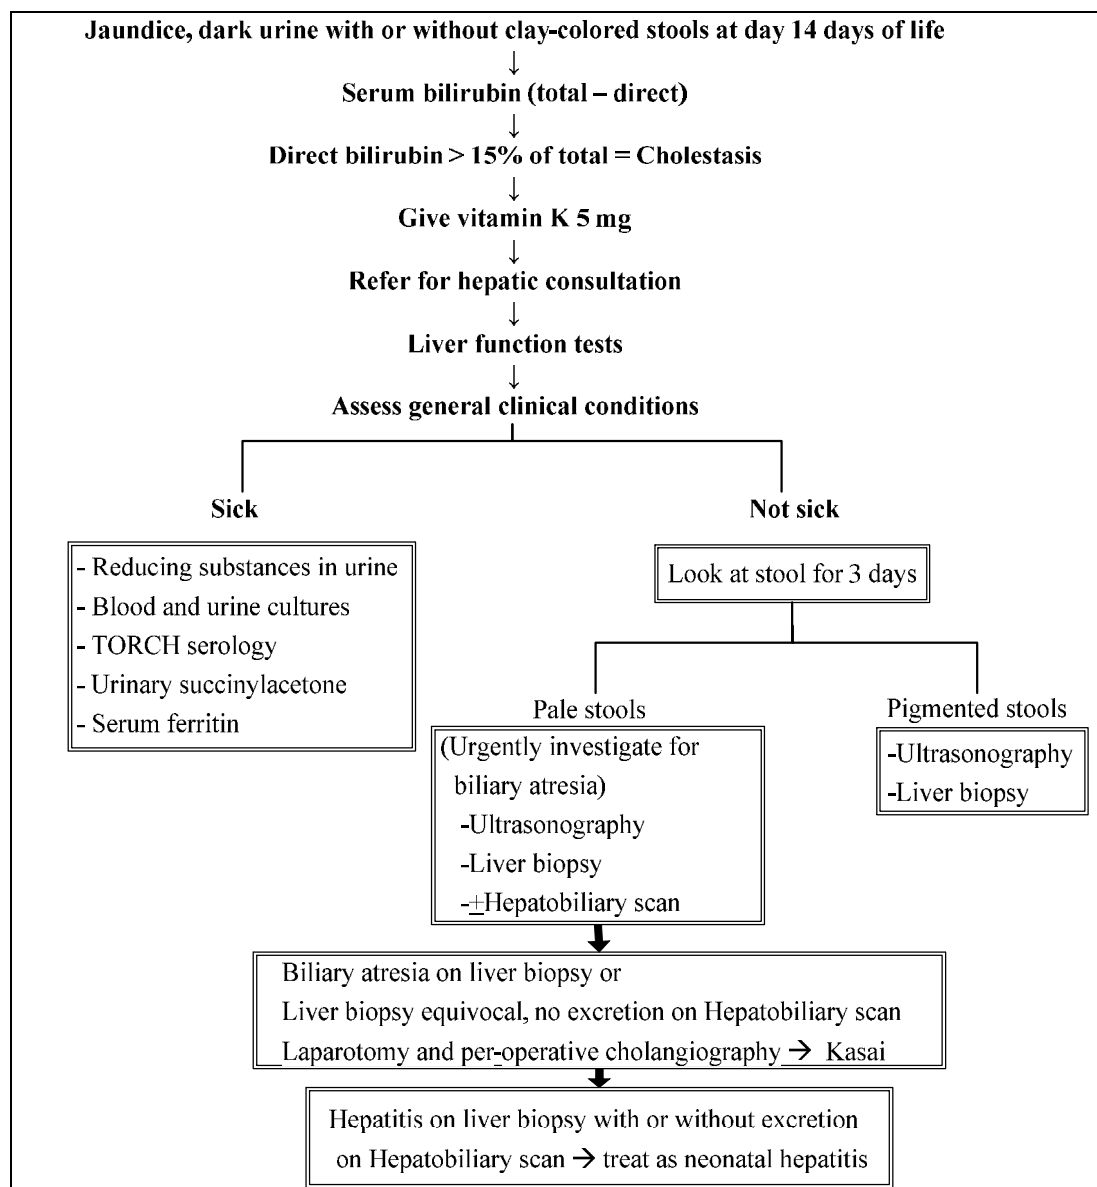 Jaundice, dark urine with or without clay-colored stools at day 14 days of life
↓
Serum bilirubin (total – direct)
↓
Direct bilirubin > 15% of total = Cholestasis
↓
Give vitamin K 5 mg
↓
Refer for hepatic consultation
↓
Liver function tests
↓
Assess general clinical conditions
Sick
- Reducing substances in urine
- Blood and urine cultures
- TORCH serology
- Urinary succinylacetone
- Serum ferritin
Not sick
Look at stool for 3 days
Pale stools
(Urgently investigate for
biliary atresia)
-Ultrasonography
-Liver biopsy
-±Hepatobiliary scan
Pigmented stools
-Ultrasonography
-Liver biopsy
Biliary atresia on liver biopsy or
Liver biopsy equivocal, no excretion on Hepatobiliary scan
Laparotomy and per-operative cholangiography → Kasai
Hepatitis on liver biopsy with or without excretion
on Hepatobiliary scan → treat as neonatal hepatitis